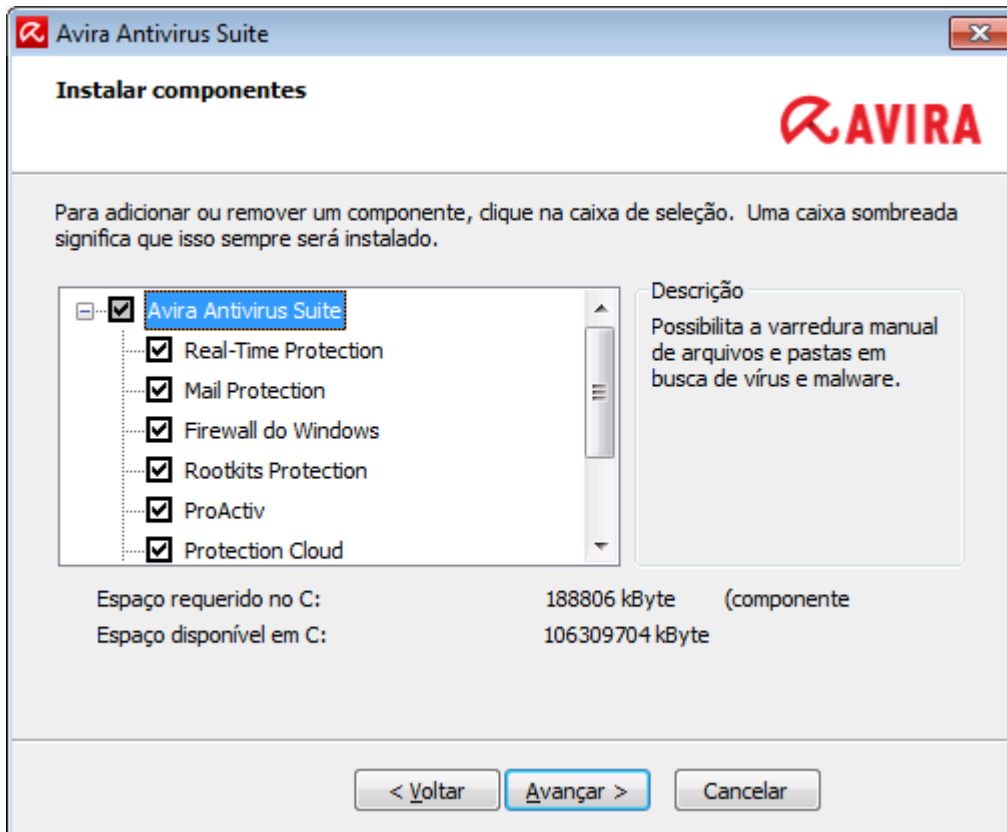 Avira Antivirus Suite
Instalar componentes
AVIRA
Para adicionar ou remover um componente, clique na caixa de seleção. Uma caixa sombreada
significa que isso sempre será instalado.
Avira Antivirus Suite
Real-Time Protection
Mail Protection
Firewall do Windows
Rootkits Protection
ProActiv
Protection Cloud
Descrição
Possibilita a varredura manual
de arquivos e pastas em
busca de vírus e malware.
Espaço requerido no C: 188806 kByte (componente
Espaço disponível em C: 106309704 kByte
< Voltar Avançar > Cancelar